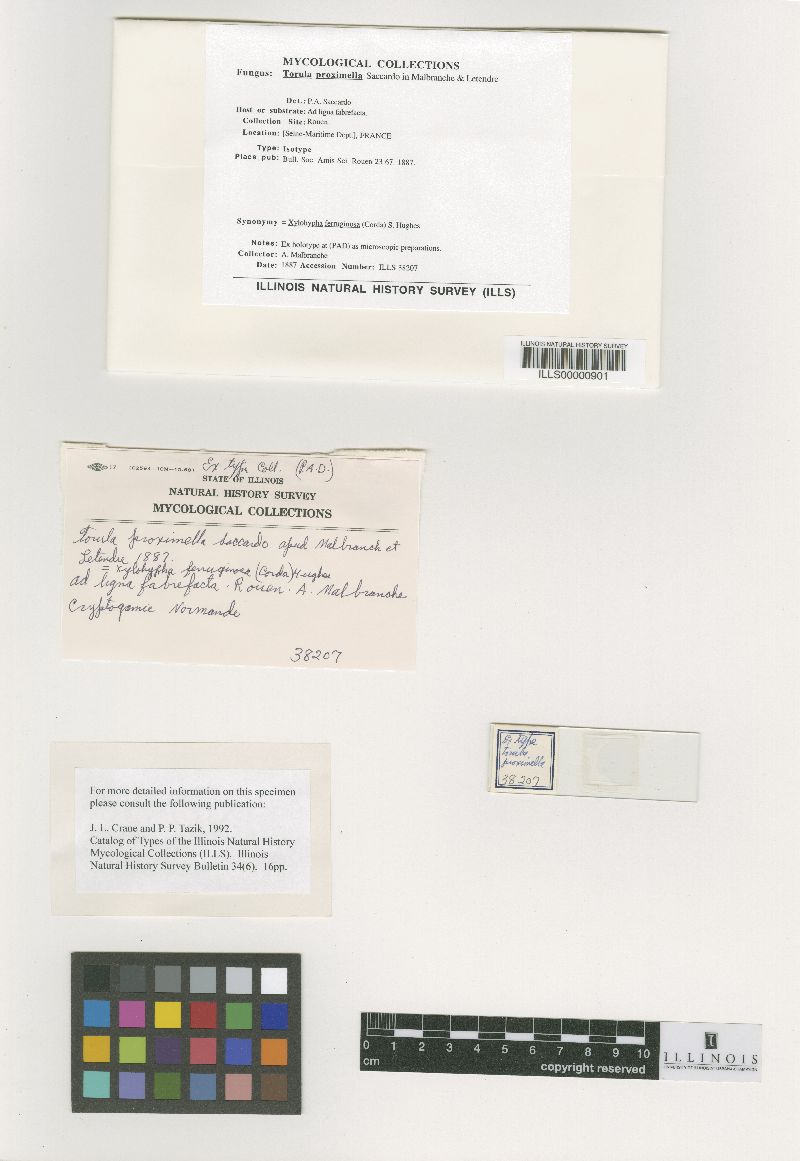 MYCOLOGICAL COLLECTIONS
Fungus: Torula proximella Saccardo in Malbranche & Letendre
Det.: P.A. Saccardo
Host or substrate: Ad ligna fabrefacta.
Collection Site: Rouen.
Location: [Seine-Maritime Dept.], FRANCE
Type: Isotype
Place pub: Bull. Soc. Amis Sci. Rouen 23:67. 1887.
Synonymy = Xylohypha ferruginosa (Corda) S. Hughes
Notes: Ex holotype at (PAD) as microscopic preparations.
Collector: A. Malbranche
Date: 1887 Accession Number: ILLS 38207
ILLINOIS NATURAL HISTORY SURVEY (ILLS)
ILLINOIS NATURAL HISTORY SURVEY
ILLS00000901
Ex type Coll. (P.A.D.)
STATE OF ILLINOIS
NATURAL HISTORY SURVEY
MYCOLOGICAL COLLECTIONS
Torula proximella Saccardo apud Malbranch et
Letendre 1887.
= Xylohypha ferruginosa (Corda) Hughes
ad ligna fabrefacta. Rouen. A. Malbranche
Cryptogamie Normande
38207
Ex type
Torula
proximella
38207
For more detailed information on this specimen
please consult the following publication:
J. L. Crane and P. P. Tazik, 1992.
Catalog of Types of the Illinois Natural History
Mycological Collections (ILLS). Illinois
Natural History Survey Bulletin 34(6). 16pp.
0 1 2 3 4 5 6 7 8 9 10
cm
copyright reserved
I
ILLINOIS
UNIVERSITY OF ILLINOIS AT URBANA-CHAMPAIGN